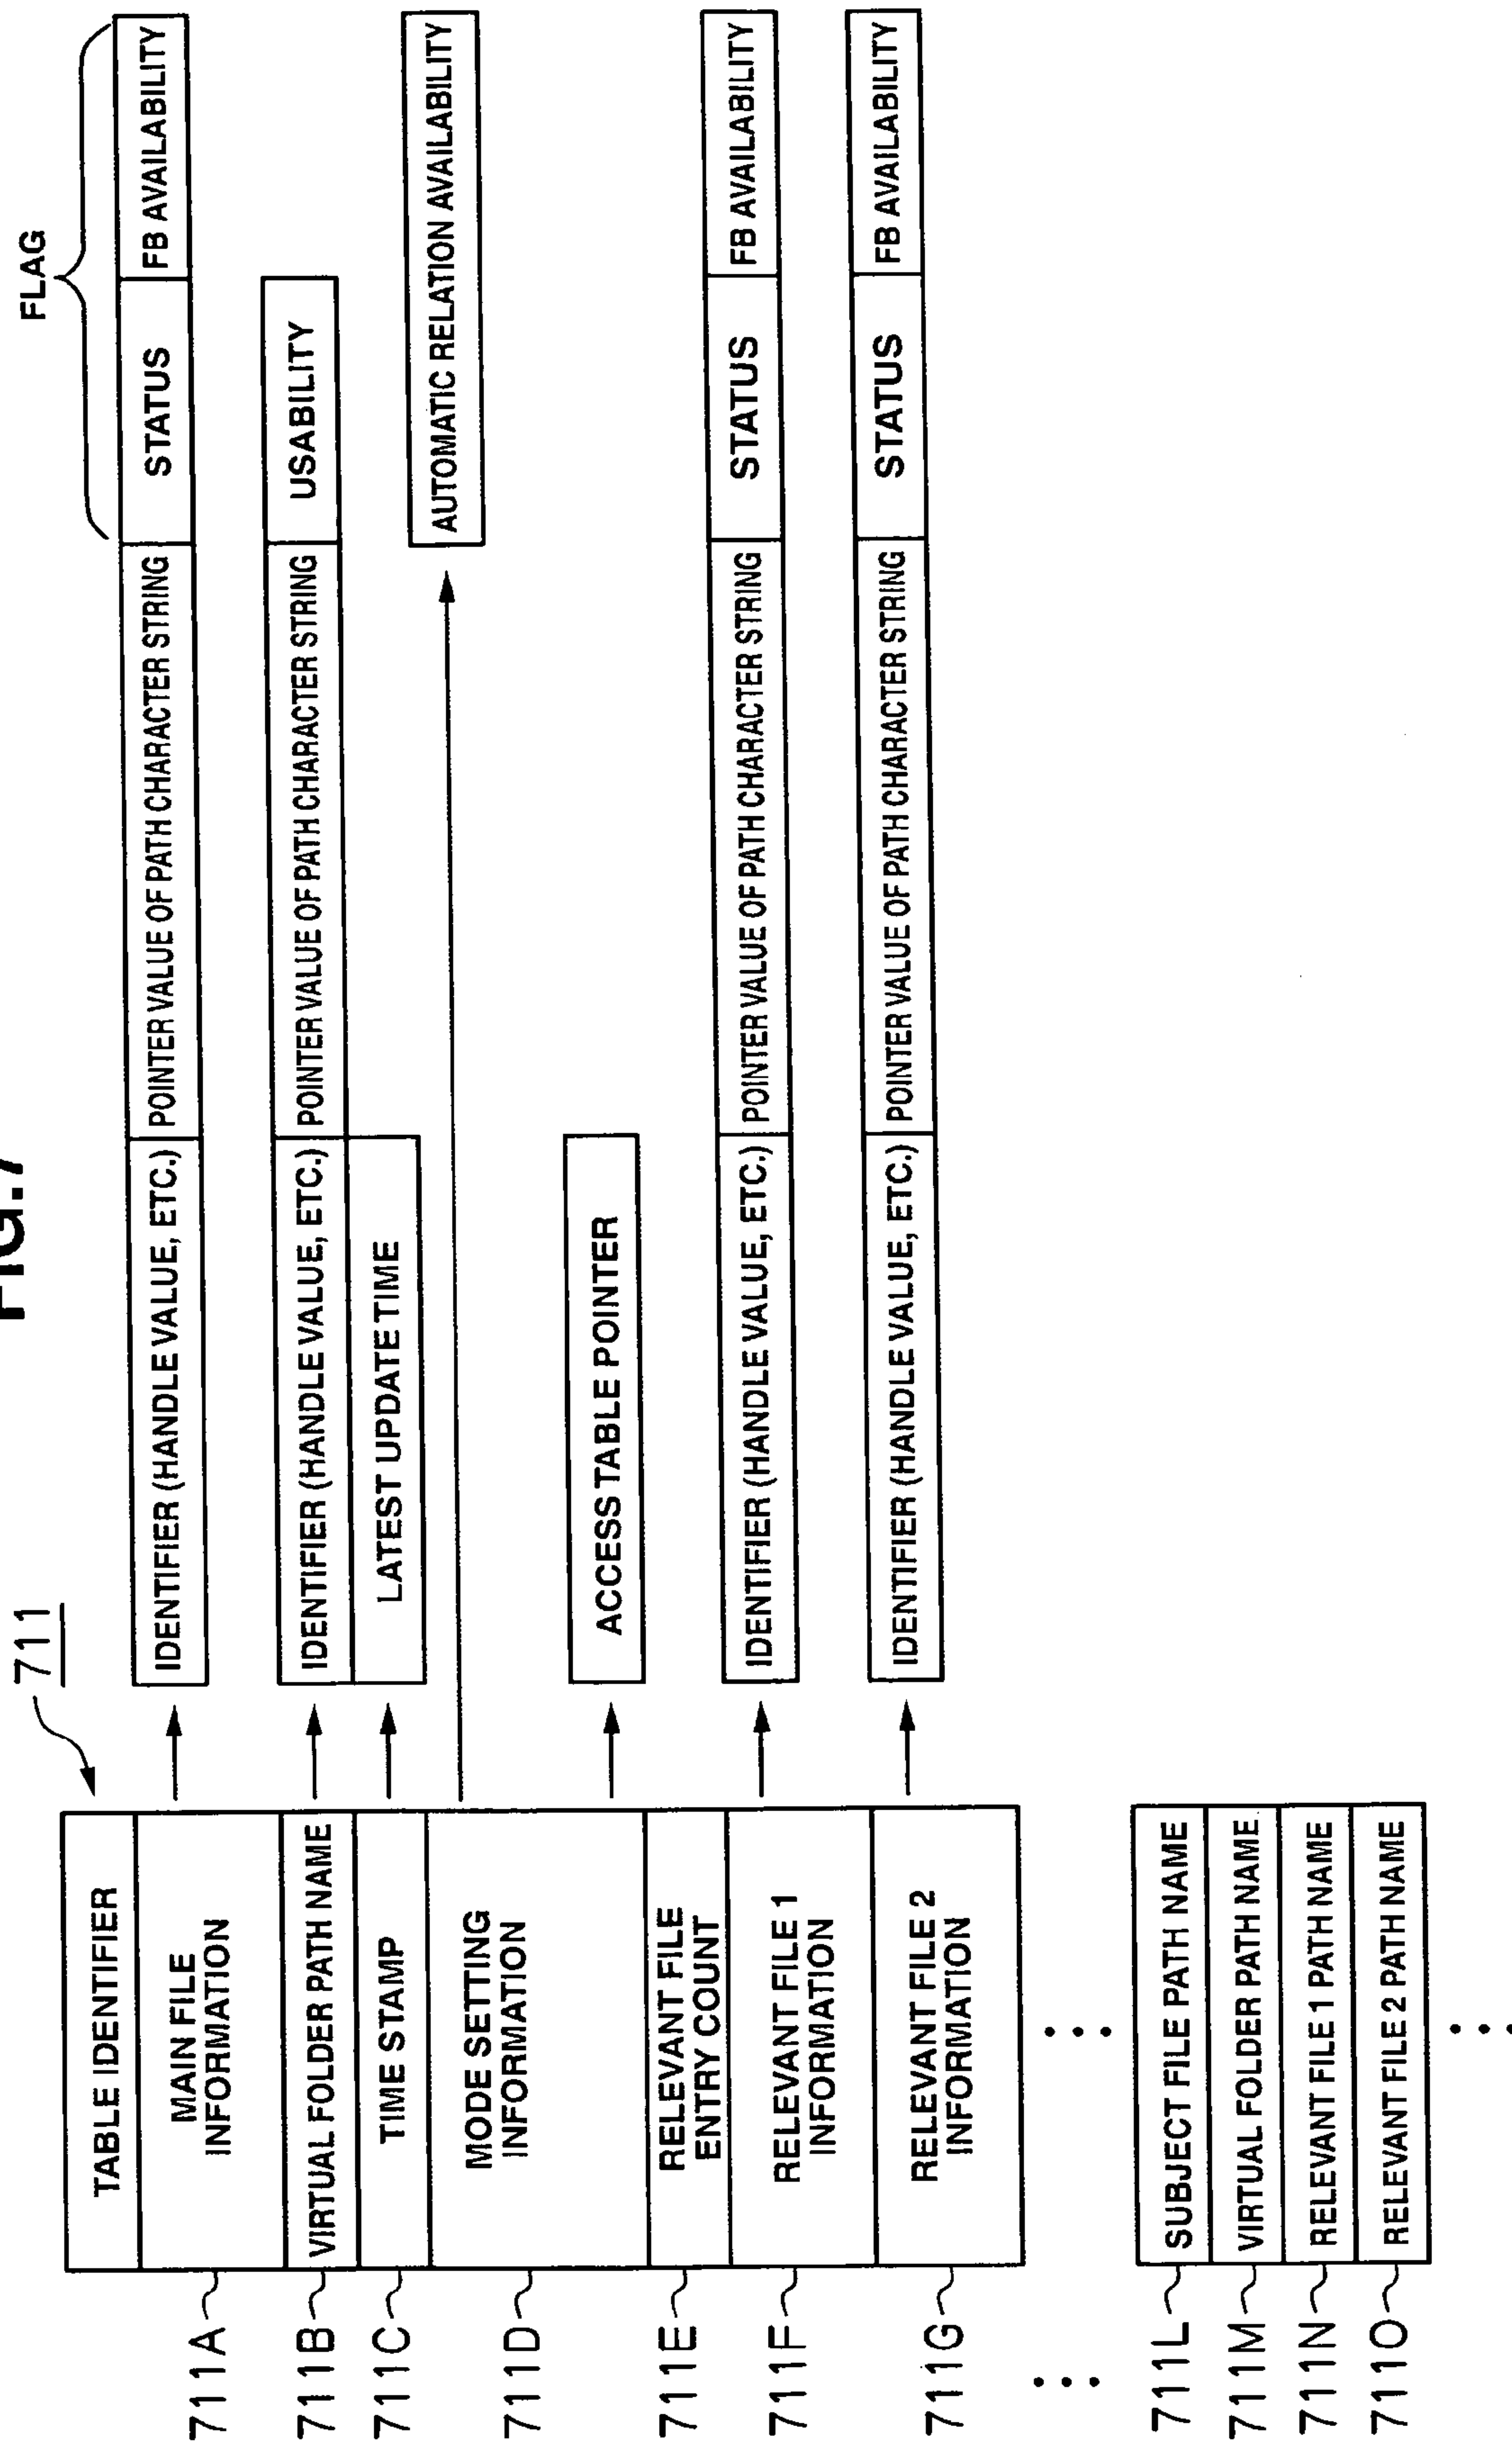 FIG.7
711
FLAG
TABLE IDENTIFIER
711A
MAIN FILE
INFORMATION
IDENTIFIER (HANDLE VALUE, ETC.)
POINTER VALUE OF PATH CHARACTER STRING
STATUS
FB AVAILABILITY
711B
VIRTUAL FOLDER PATH NAME
IDENTIFIER (HANDLE VALUE, ETC.)
POINTER VALUE OF PATH CHARACTER STRING
USABILITY
711C
TIME STAMP
LATEST UPDATE TIME
711D
MODE SETTING
INFORMATION
AUTOMATIC RELATION AVAILABILITY
ACCESS TABLE POINTER
711E
RELEVANT FILE
ENTRY COUNT
711F
RELEVANT FILE 1
INFORMATION
IDENTIFIER (HANDLE VALUE, ETC.)
POINTER VALUE OF PATH CHARACTER STRING
STATUS
FB AVAILABILITY
711G
RELEVANT FILE 2
INFORMATION
IDENTIFIER (HANDLE VALUE, ETC.)
POINTER VALUE OF PATH CHARACTER STRING
STATUS
FB AVAILABILITY
711L
SUBJECT FILE PATH NAME
711M
VIRTUAL FOLDER PATH NAME
711N
RELEVANT FILE 1 PATH NAME
711O
RELEVANT FILE 2 PATH NAME